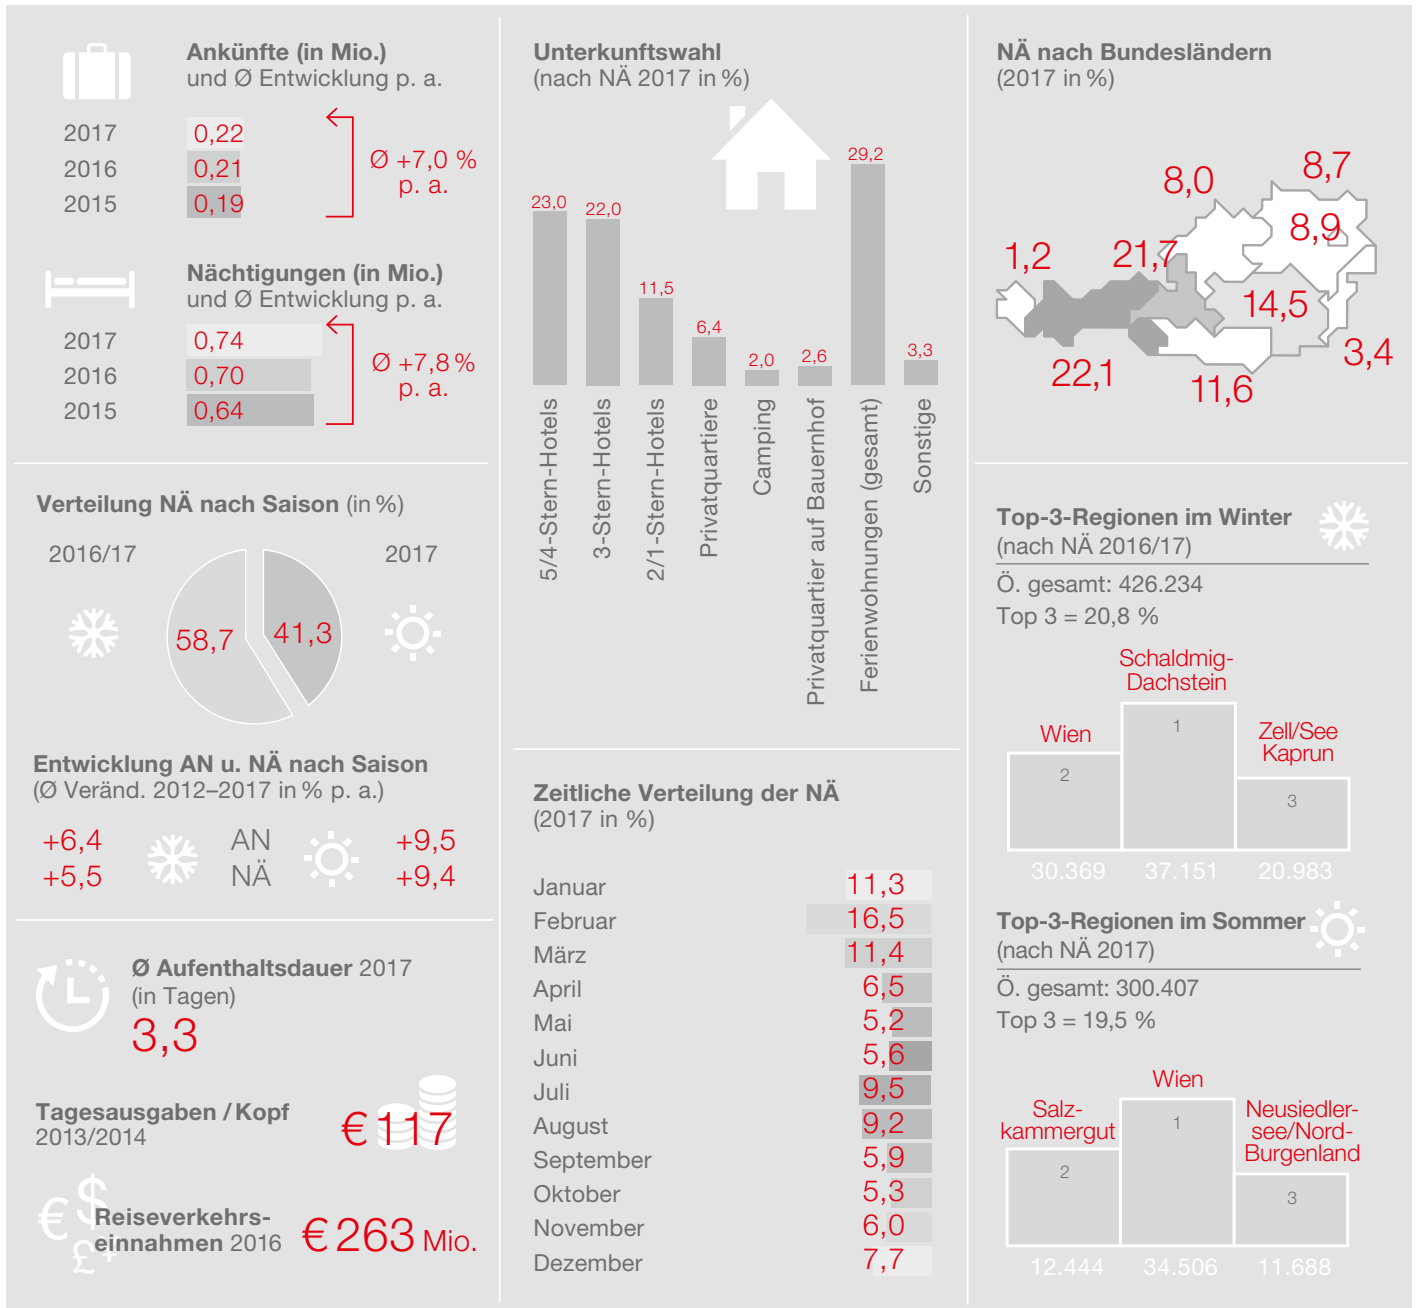 Ankünfte (in Mio.)
und Ø Entwicklung p. a.
2017 0,22
2016 0,21
2015 0,19
Ø +7,0 %
p. a.
Nächtigungen (in Mio.)
und Ø Entwicklung p. a.
2017 0,74
2016 0,70
2015 0,64
Ø +7,8 %
p. a.
Verteilung NÄ nach Saison (in %)
2016/17 2017
58,7 41,3
Entwicklung AN u. NÄ nach Saison
(Ø Veränd. 2012–2017 in % p. a.)
+6,4 AN +9,5
+5,5 NÄ +9,4
Ø Aufenthaltsdauer 2017
(in Tagen)
3,3
Tagesausgaben / Kopf
2013/2014
€ 117
€ $ £ ¥
Reiseverkehrs-
einnahmen 2016
€ 263 Mio.
Unterkunftswahl
(nach NÄ 2017 in %)
23,0
22,0
11,5
6,4
2,0
2,6
29,2
3,3
5/4-Stern-Hotels
3-Stern-Hotels
2/1-Stern-Hotels
Privatquartiere
Camping
Privatquartier auf Bauernhof
Ferienwohnungen (gesamt)
Sonstige
Zeitliche Verteilung der NÄ
(2017 in %)
Januar 11,3
Februar 16,5
März 11,4
April 6,5
Mai 5,2
Juni 5,6
Juli 9,5
August 9,2
September 5,9
Oktober 5,3
November 6,0
Dezember 7,7
NÄ nach Bundesländern
(2017 in %)
8,0
8,7
8,9
1,2
21,7
14,5
3,4
22,1
11,6
Top-3-Regionen im Winter
(nach NÄ 2016/17)
Ö. gesamt: 426.234
Top 3 = 20,8 %
Schaldmig-
Dachstein
Wien
Zell/See
Kaprun
1
2
3
30.369 37.151 20.983
Top-3-Regionen im Sommer
(nach NÄ 2017)
Ö. gesamt: 300.407
Top 3 = 19,5 %
Wien
Salz-
kammergut
Neusiedler-
see/Nord-
Burgenland
1
2
3
12.444 34.506 11.688